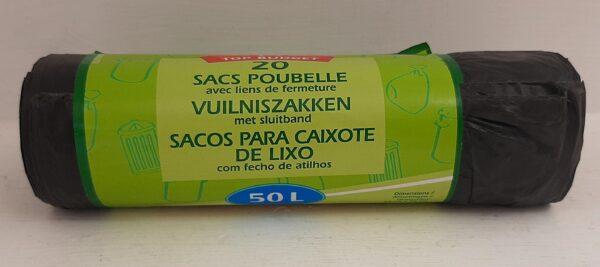 TOP BUDGET
20
SACS POUBELLE
avec liens de fermeture
VUILNISZAKKEN
met sluitband
SACOS PARA CAIXOTE
DE LIXO
com fecho de atilhos
50 L
Dimensions /